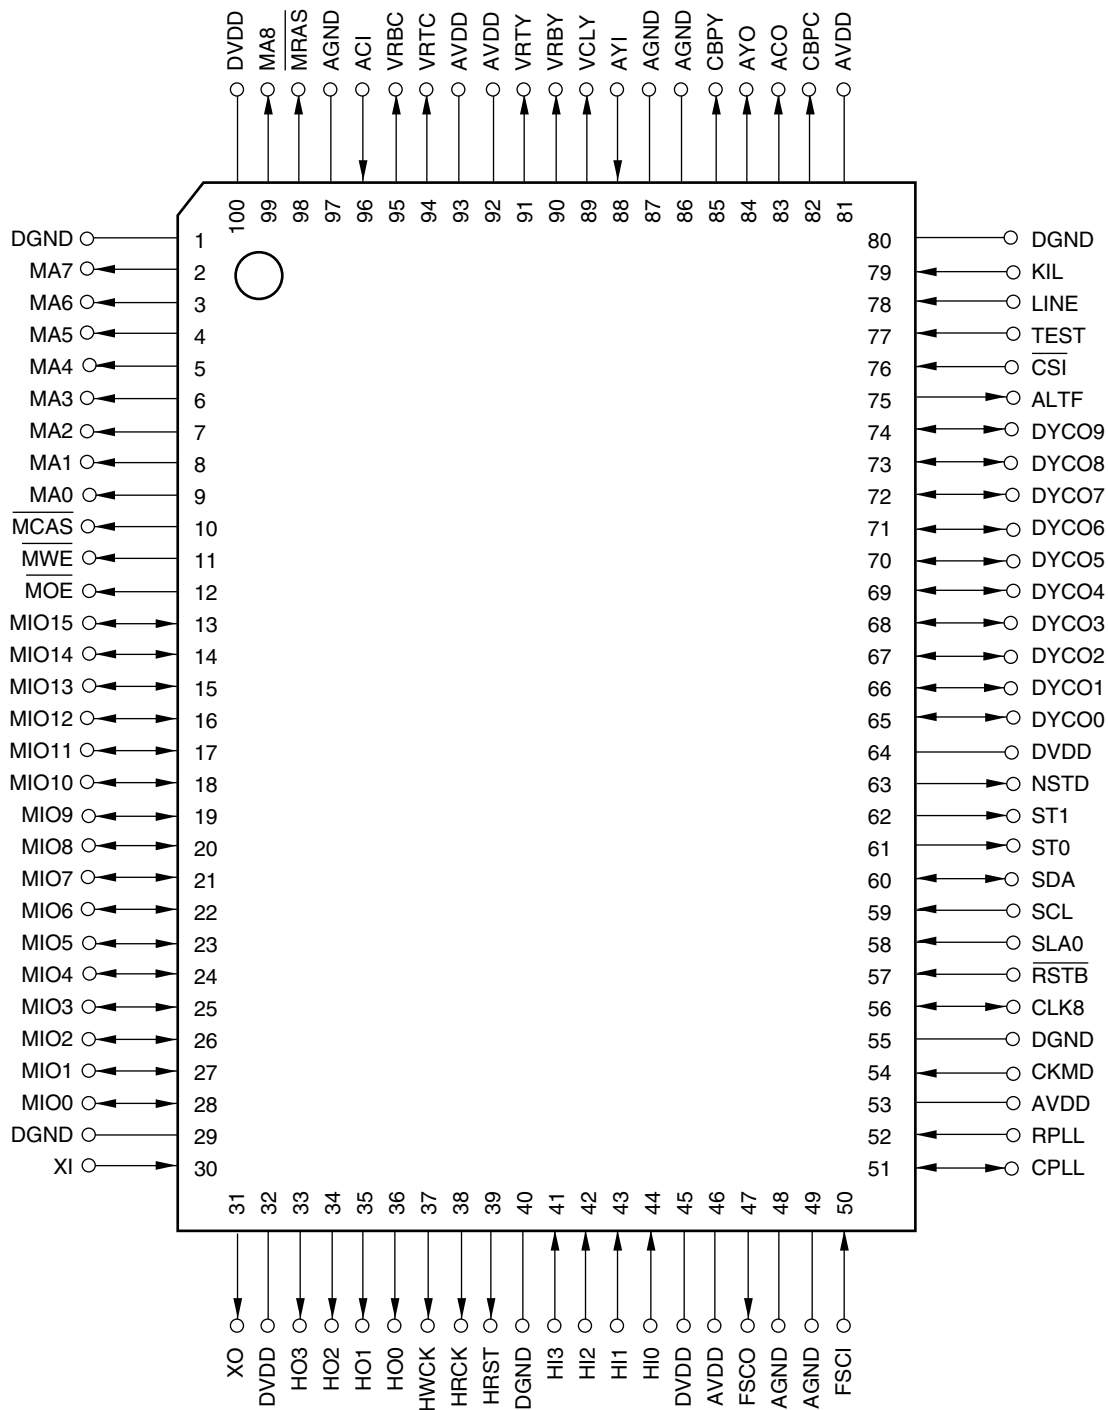 DVDD
MA8
MRAS
AGND
ACI
VRBC
VRTC
AVDD
AVDD
VRTY
VRBY
VCLY
AYI
AGND
AGND
CBPY
AYO
ACO
CBPC
AVDD
100
99
98
97
96
95
94
93
92
91
90
89
88
87
86
85
84
83
82
81
DGND 1
MA7 2
MA6 3
MA5 4
MA4 5
MA3 6
MA2 7
MA1 8
MA0 9
MCAS 10
MWE 11
MOE 12
MIO15 13
MIO14 14
MIO13 15
MIO12 16
MIO11 17
MIO10 18
MIO9 19
MIO8 20
MIO7 21
MIO6 22
MIO5 23
MIO4 24
MIO3 25
MIO2 26
MIO1 27
MIO0 28
DGND 29
XI 30
80 DGND
79 KIL
78 LINE
77 TEST
76 CSI
75 ALTF
74 DYCO9
73 DYCO8
72 DYCO7
71 DYCO6
70 DYCO5
69 DYCO4
68 DYCO3
67 DYCO2
66 DYCO1
65 DYCO0
64 DVDD
63 NSTD
62 ST1
61 ST0
60 SDA
59 SCL
58 SLA0
57 RSTB
56 CLK8
55 DGND
54 CKMD
53 AVDD
52 RPLL
51 CPLL
31
32
33
34
35
36
37
38
39
40
41
42
43
44
45
46
47
48
49
50
XO
DVDD
HO3
HO2
HO1
HO0
HWCK
HRCK
HRST
DGND
HI3
HI2
HI1
HI0
DVDD
AVDD
FSCO
AGND
AGND
FSCI